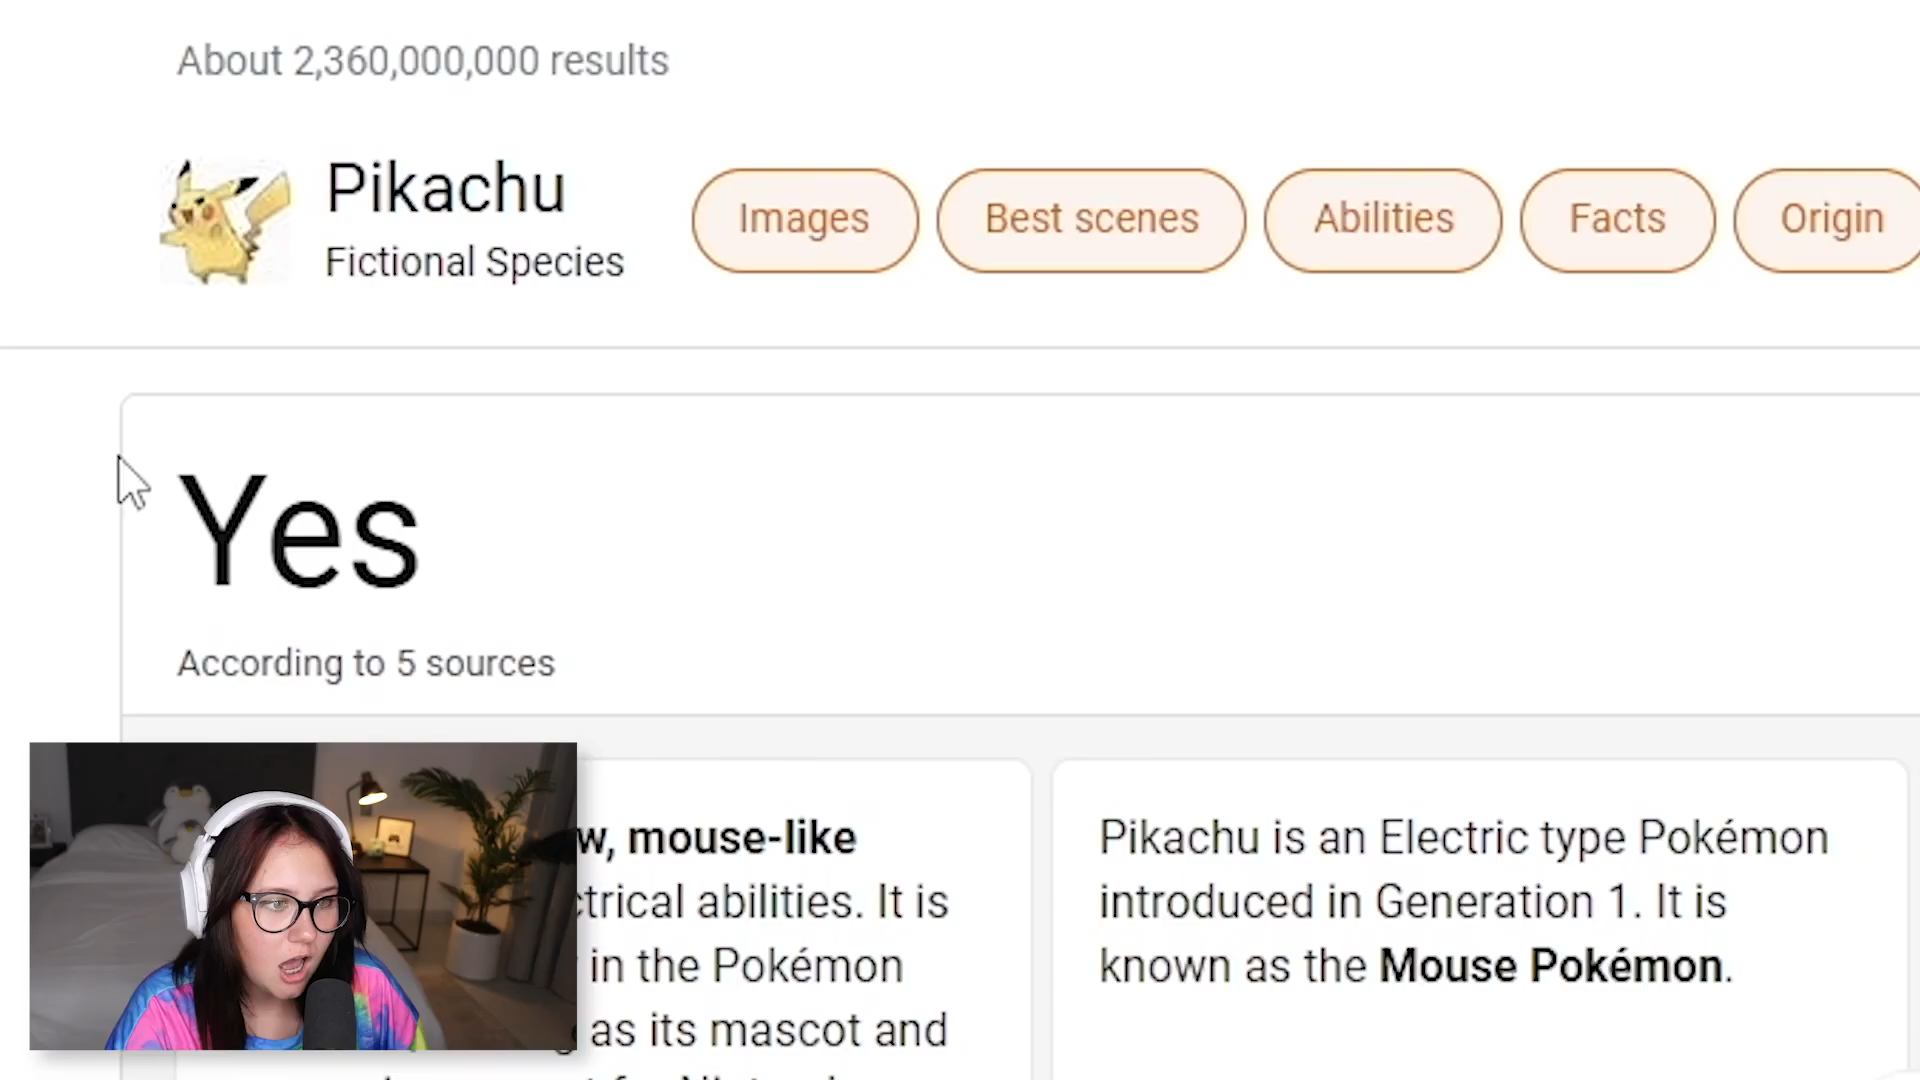 About 2,360,000,000 results
Pikachu
Fictional Species
Images
Best scenes
Abilities
Facts
Origin
Yes
According to 5 sources
mouse-like
abilities. It is
in the Pokémon
as its mascot and
Pikachu is an Electric type Pokémon
introduced in Generation 1. It is
known as the Mouse Pokémon.